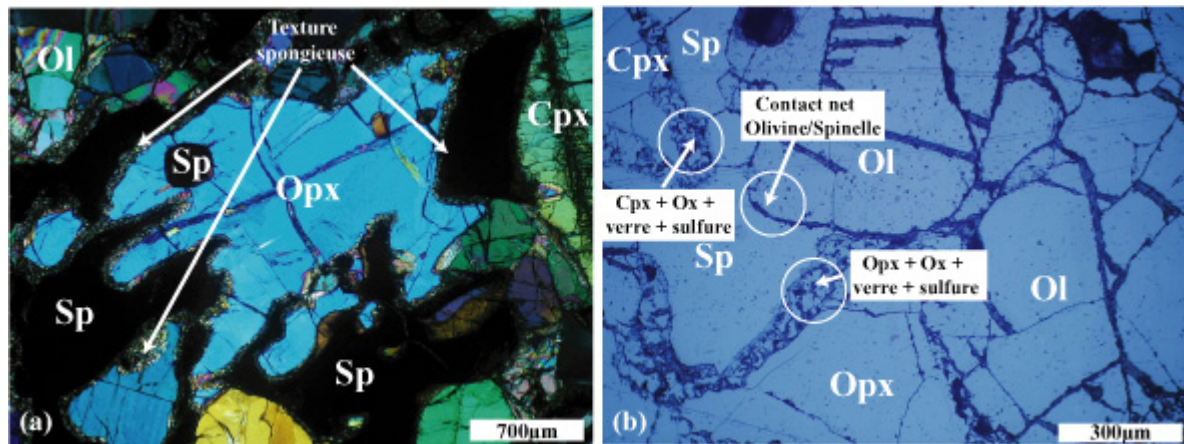 Texture
spongieuse
Ol
Cpx
Sp
Opx
Sp
Sp
(a)
700µm
Sp
Cpx
Contact net
Olivine/Spinelle
Ol
Cpx + Ox +
verre + sulfure
Sp
Opx + Ox +
verre + sulfure
Ol
Opx
(b)
300µm